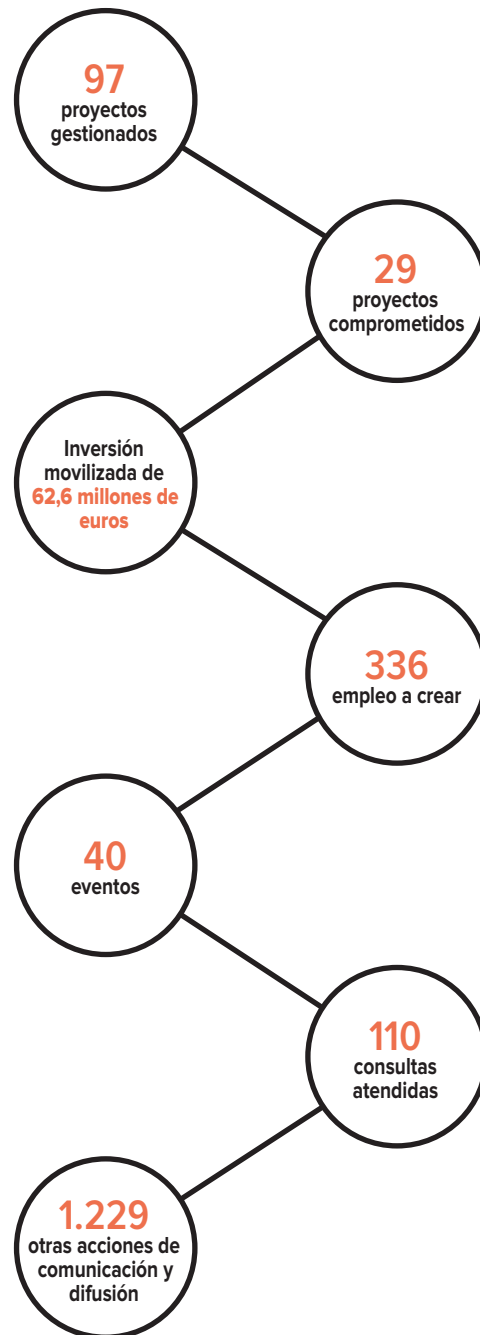 97
proyectos
gestionados
29
proyectos
comprometidos
Inversión
movilizada de
62,6 millones de
euros
336
empleo a crear
40
eventos
110
consultas
atendidas
1.229
otras acciones de
comunicación y
difusión